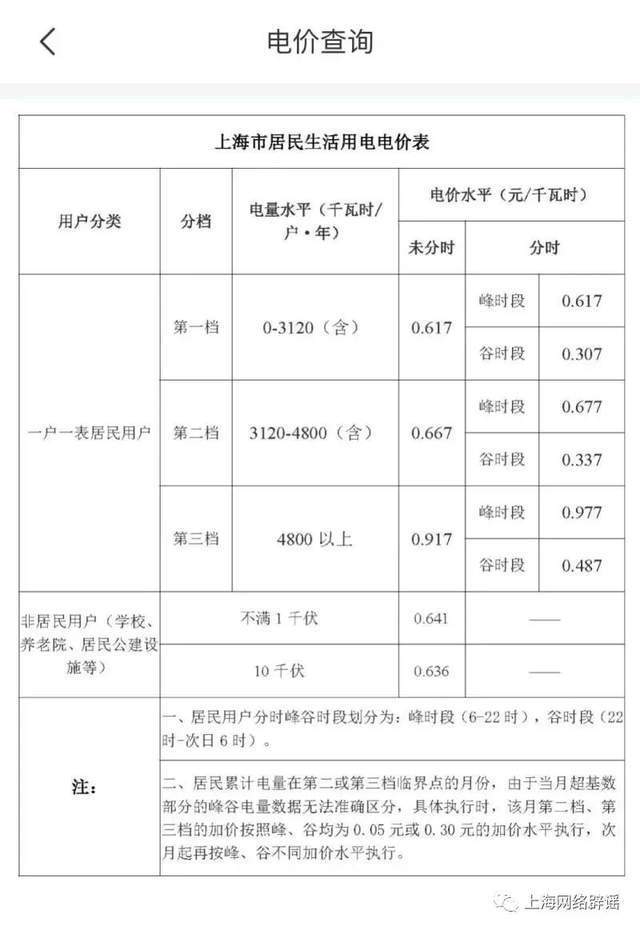 电价查询
上海市居民生活用电电价表
用户分类
分档
电量水平（千瓦时/
户·年）
电价水平（元/千瓦时）
未分时
分时
一户一表居民用户
第一档
0-3120（含）
0.617
峰时段
0.617
谷时段
0.307
第二档
3120-4800（含）
0.667
峰时段
0.677
谷时段
0.337
第三档
4800 以上
0.917
峰时段
0.977
谷时段
0.487
非居民用户（学校、
养老院、居民公建设
施等）
不满 1 千伏
0.641
——
10 千伏
0.636
——
注：
一、居民用户分时峰谷时段划分为：峰时段（6-22 时），谷时段（22
时-次日 6 时）。
二、居民累计电量在第二或第三档临界点的月份，由于当月超基数
部分的峰谷电量数据无法准确区分，具体执行时，该月第二档、第
三档的加价按照峰、谷均为 0.05 元或 0.30 元的加价水平执行，次
月起再按峰、谷不同加价水平执行。
上海网络辟谣